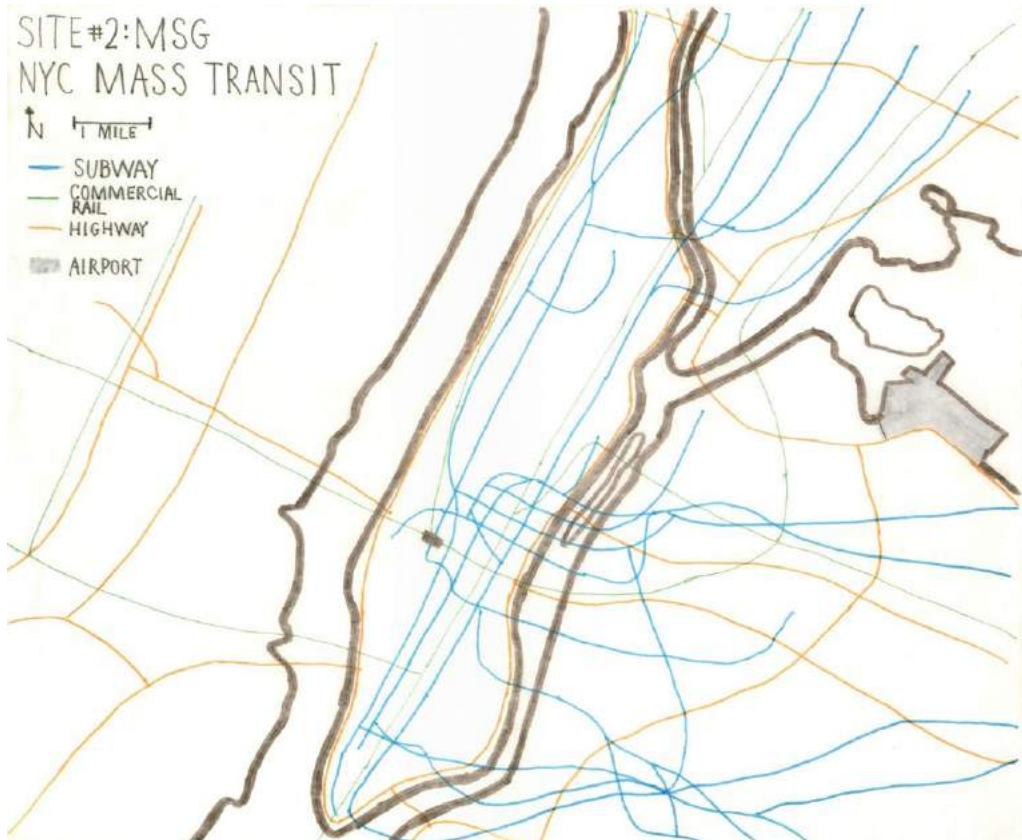 SITE#2:MSG
NYC MASS TRANSIT
N
1 MILE
SUBWAY
COMMERCIAL
RAIL
HIGHWAY
AIRPORT